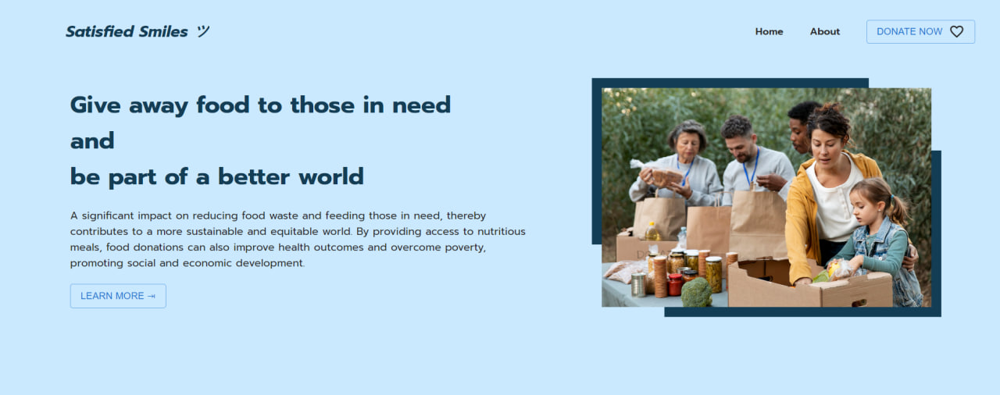 Satisfied Smiles ツ
Home
About
DONATE NOW
Give away food to those in need
and
be part of a better world
A significant impact on reducing food waste and feeding those in need, thereby
contributes to a more sustainable and equitable world. By providing access to nutritious
meals, food donations can also improve health outcomes and overcome poverty,
promoting social and economic development.
LEARN MORE ⇥